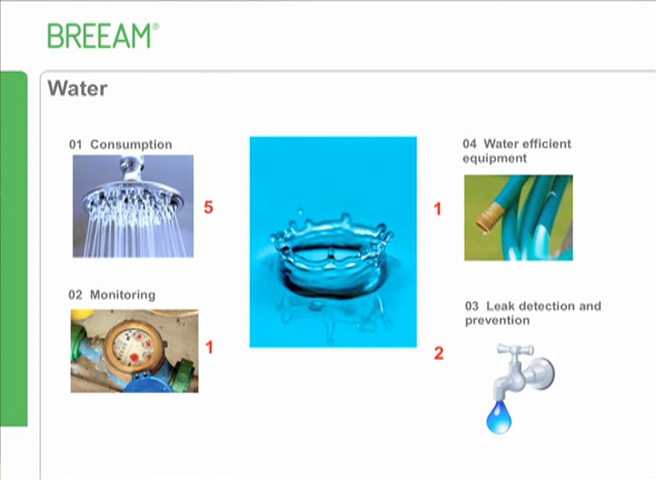 BREEAM®
Water
01 Consumption
5
02 Monitoring
1
04 Water efficient
equipment
1
03 Leak detection and
prevention
2